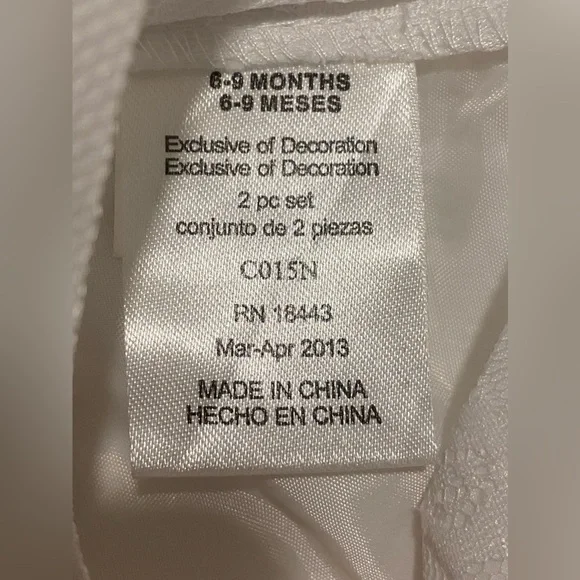 6-9 MONTHS
6-9 MESES
Exclusive of Decoration
Exclusive of Decoration
2 pc set
conjunto de 2 piezas
C015N
RN 18443
Mar-Apr 2013
MADE IN CHINA
HECHO EN CHINA